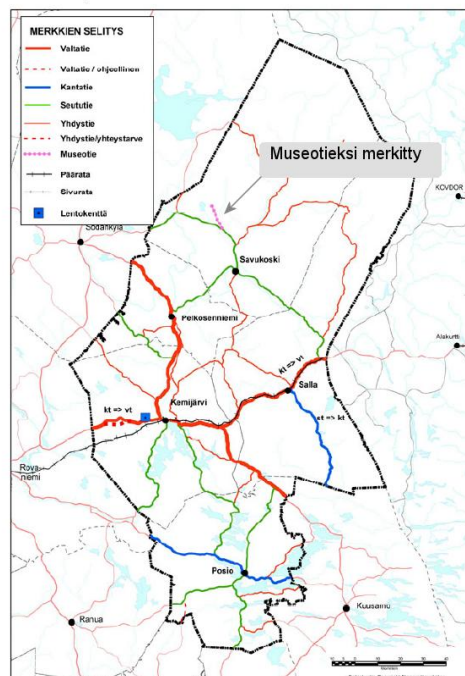 MERKKIEN SELITYS
Valtatie
Valtatie / ohjeellinen
Kantatie
Seututie
Yhdystie
Yhdystie/yhteystarve
Museotie
Päärata
Sivurata
Lentokenttä
Museotieksi merkitty
KOVDOR
Sodankylä
Savukoski
Pelkosenniemi
Alakurtti
kt => vt
Salla
kt => vt
Kemijärvi
st => kt
Rova-
niemi
Posio
Kuusamo
Ranua